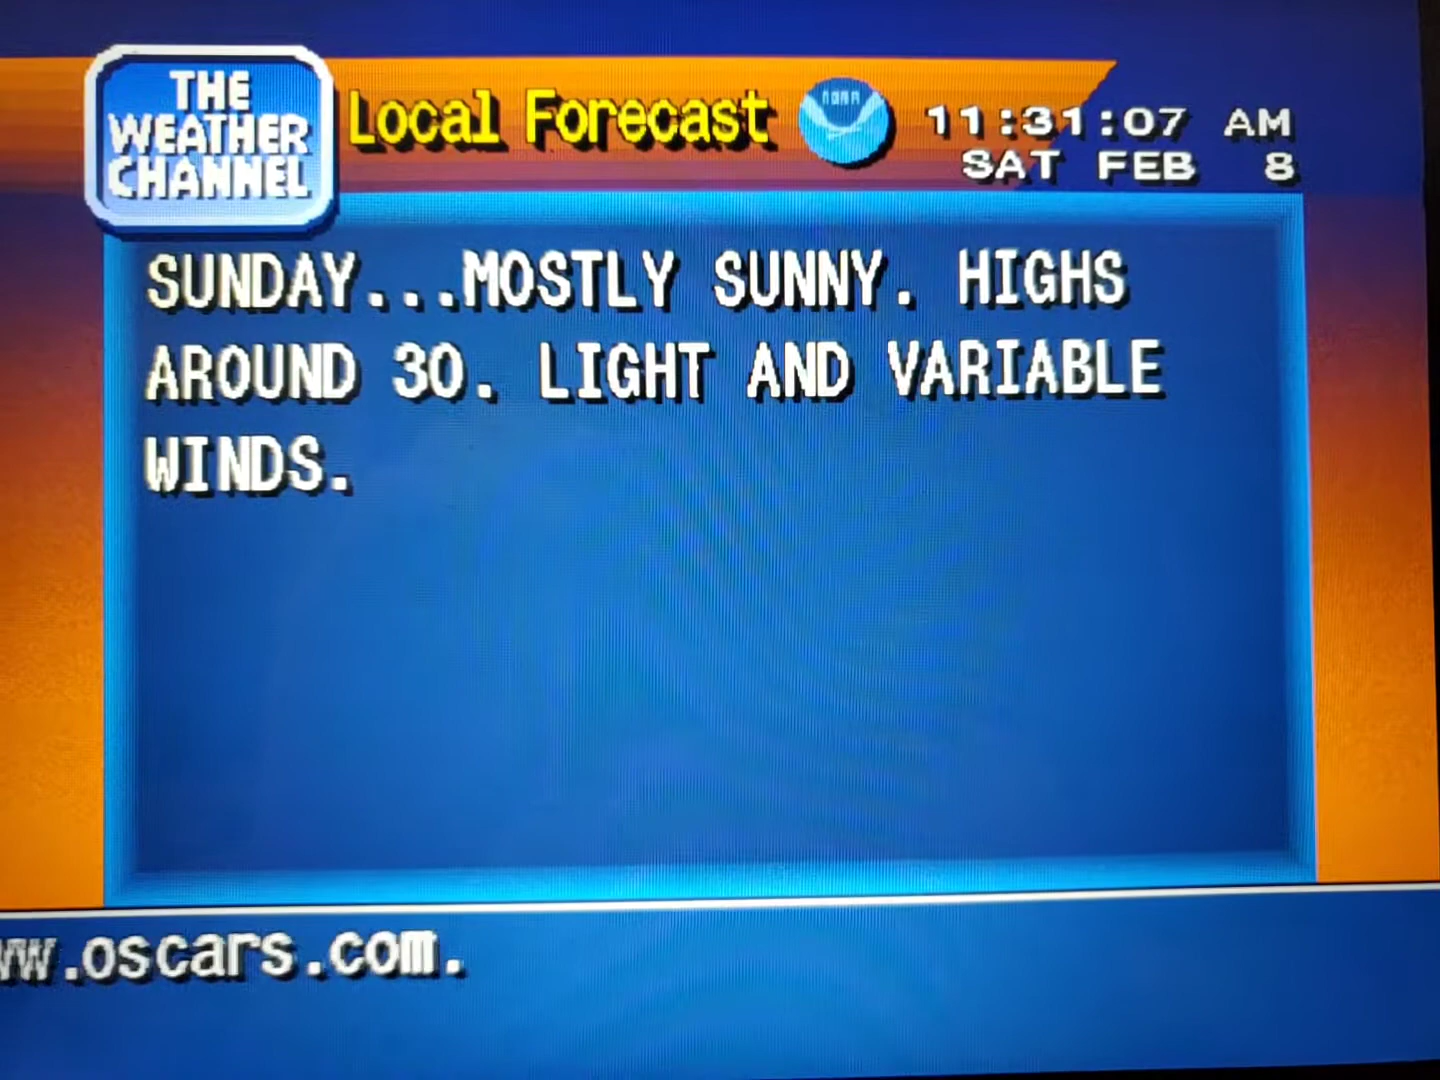 THE
WEATHER
CHANNEL
Local Forecast
NOAA
11:31:07 AM
SAT FEB 8
SUNDAY...MOSTLY SUNNY. HIGHS
AROUND 30. LIGHT AND VARIABLE
WINDS.
ww.oscars.com.